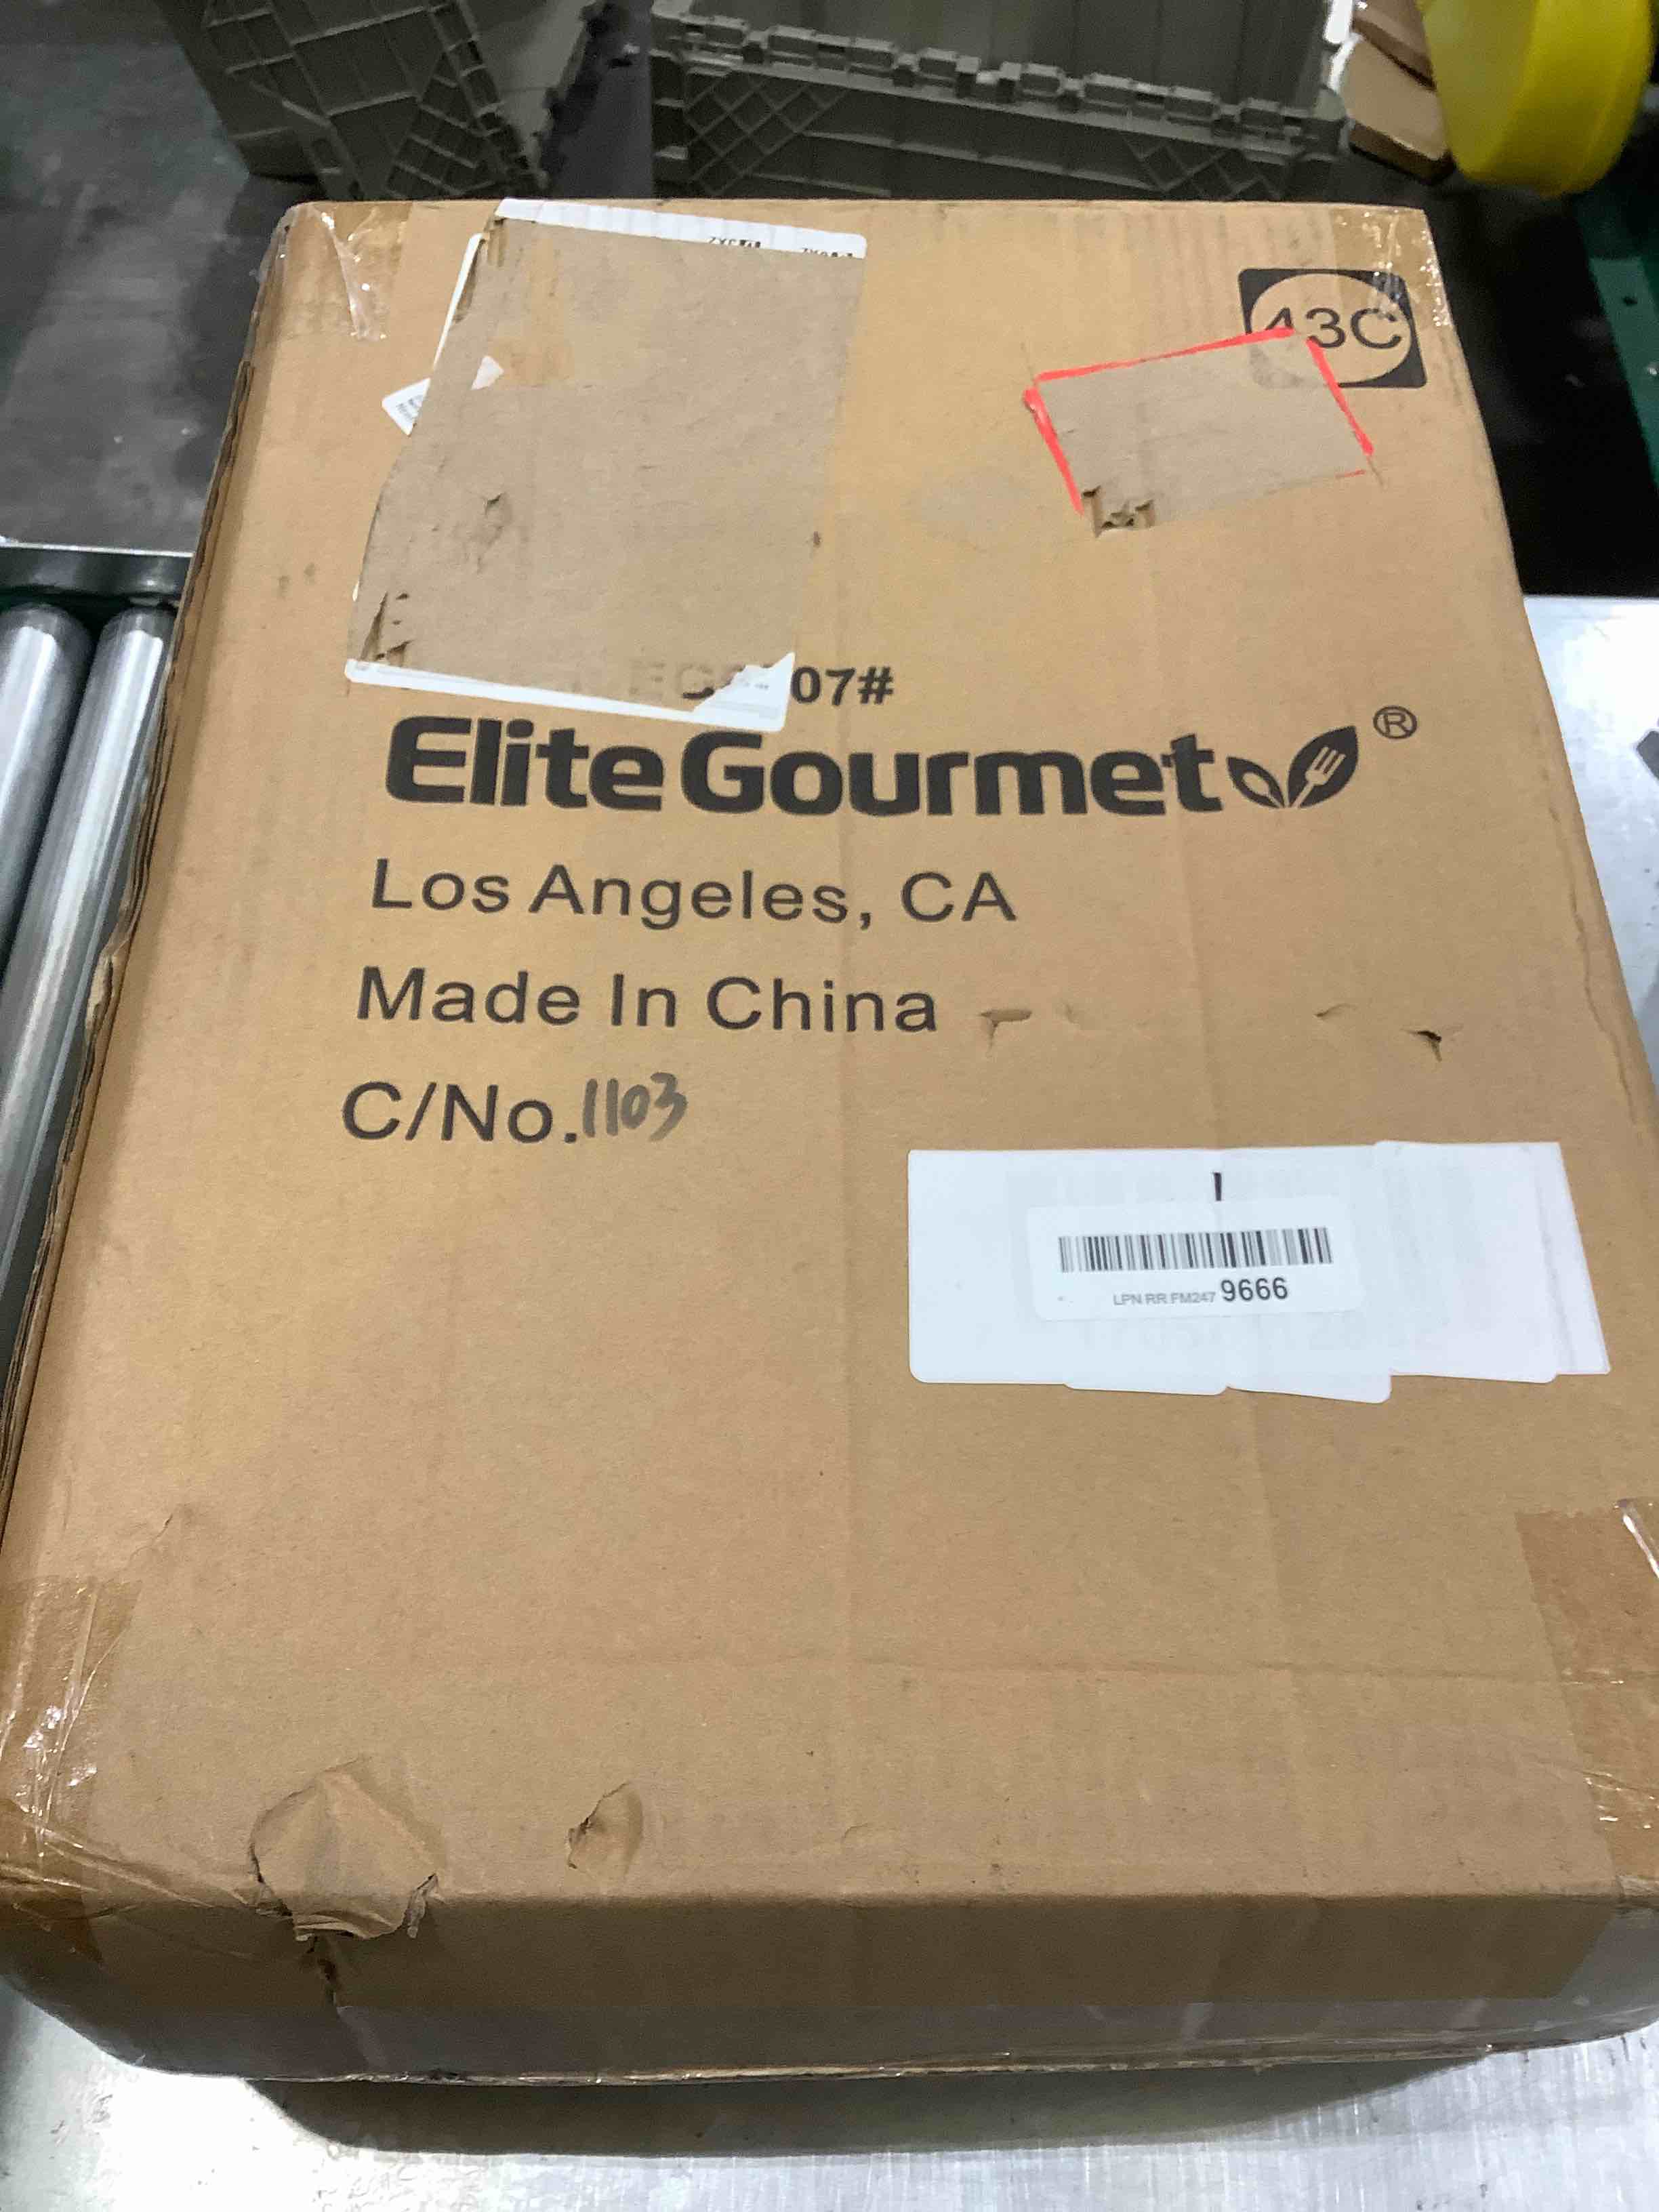 43C
07#
Elite Gourmet®
Los Angeles, CA
Made In China
C/No.1103
LPN RR FM247 9666